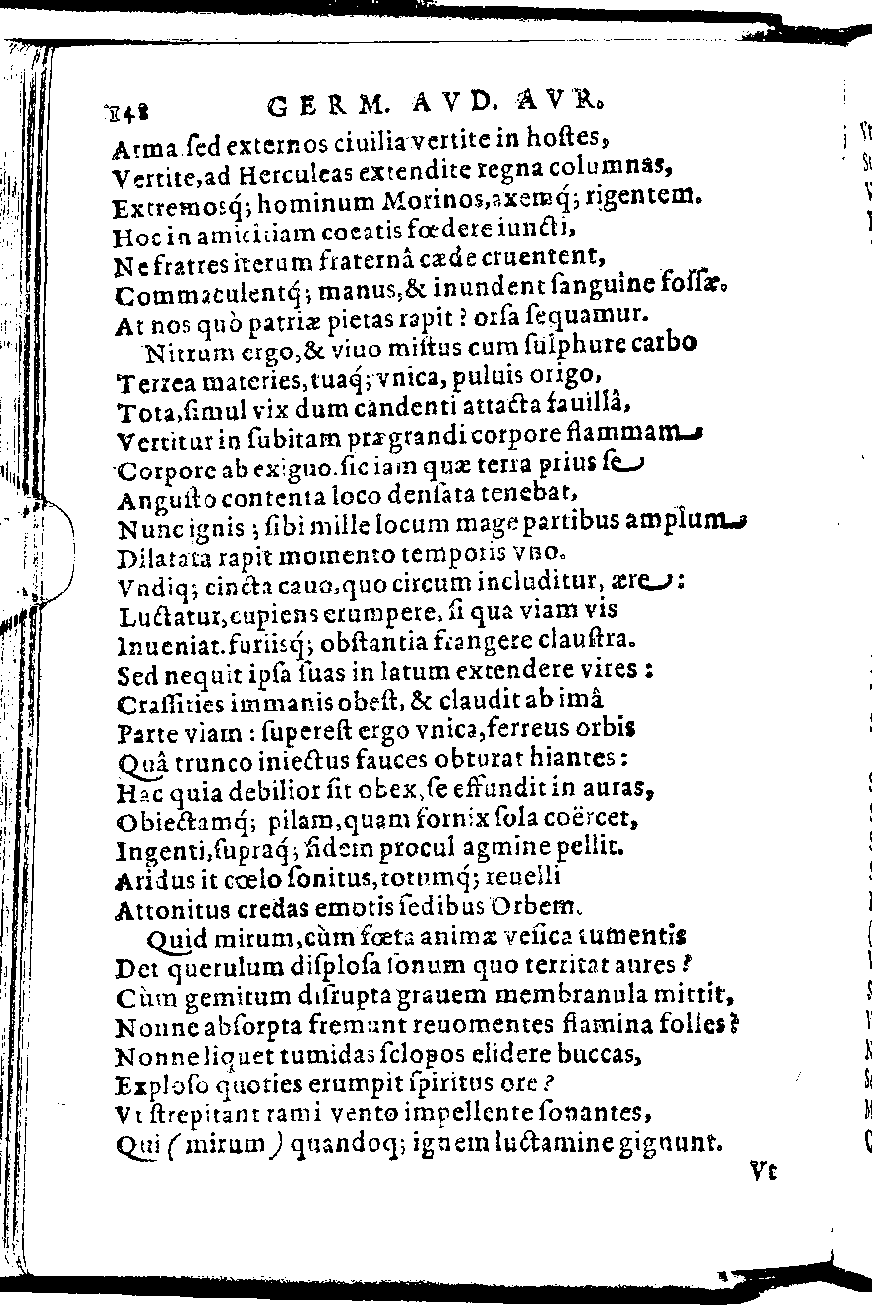 148 GERM. AVD. AVR.
Arma ſed externos ciuilia vertite in hoſtes,
Vertite, ad Herculeas extendite regna columnas,
Extremosq́; hominum Morinos, axemq́; rigentem.
Hoc in amicitiam coeatis fœdere iuncti,
Ne fratres iterum fraternâ cæde cruentent,
Commaculentq́; manus, & inundent ſanguine foſſæ.
At nos quò patriæ pietas rapit? orſa ſequamur.
Nitrum ergo, & viuo miſtus cum ſulphure carbo
Terrea materies, tuaq́; vnica, puluis origo,
Tota, ſimul vix dum candenti attacta fauillâ,
Vertitur in ſubitam prægrandi corpore flammam
Corpore ab exiguo. ſic iam quæ terra prius ſe
Anguſto contenta loco denſata tenebat,
Nunc ignis; ſibi mille locum mage partibus amplum
Dilatata rapit momento temporis vno.
Vndiq; cincta cauo, quo circum includitur, ære:
Luctatur, cupiens erumpere, ſi qua viam vis
Inueniat. furiisq́; obſtantia frangere clauſtra.
Sed nequit ipſa ſuas in latum extendere vires:
Craſſities immanis obeſt, & claudit ab imâ
Parte viam: ſupereſt ergo vnica, ferreus orbis
Quâ trunco iniectus fauces obturat hiantes:
Hac quia debilior ſit obex, ſe effundit in auras,
Obiectamq́; pilam, quam fornix ſola coërcet,
Ingenti, ſupraq́; fidem procul agmine pellit.
Aridus it cœlo ſonitus, totumq́; reuelli
Attonitus credas emotis ſedibus Orbem.
Quid mirum, cùm fœta animæ veſica tumentis
Det querulum diſploſa ſonum quo territat aures?
Cùm gemitum diſrupta grauem membranula mittit,
Nonne abſorpta fremunt reuomentes flamina folles?
Nonne liquet tumidas ſclopos elidere buccas,
Exploſo quoties erumpit ſpiritus ore?
Vt ſtrepitant rami vento impellente ſonantes,
Qui (mirum) quandoq; ignem luctamine gignunt.
Vt